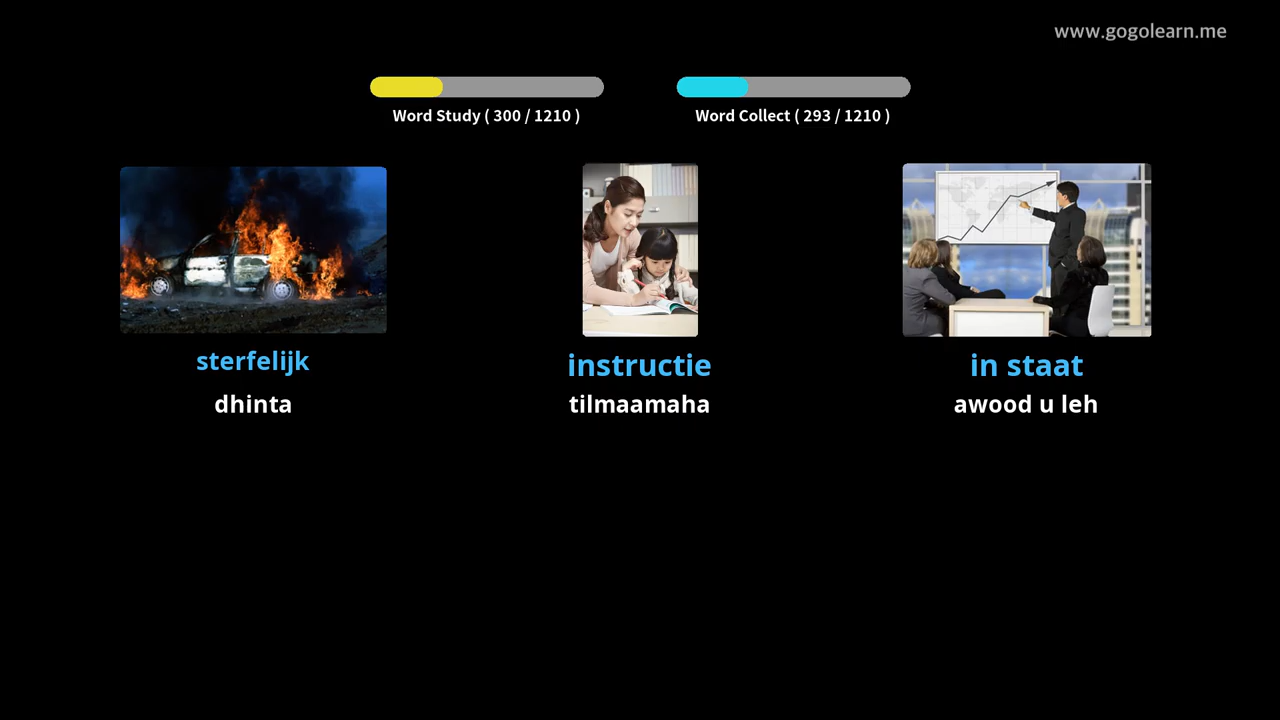 www.gogolearn.me
Word Study ( 300 / 1210 )
Word Collect ( 293 / 1210 )
sterfelijk
instructie
in staat
dhinta
tilmaamaha
awood u leh